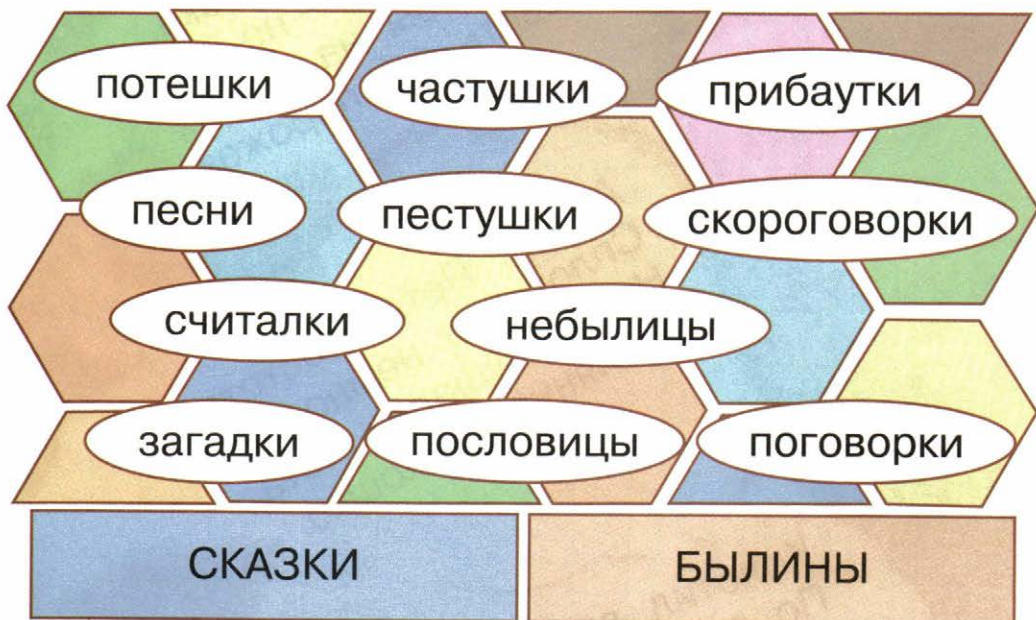 потешки частушки прибаутки
песни пестушки скороговорки
считалки небылицы
загадки пословицы поговорки
СКАЗКИ БЫЛИНЫ